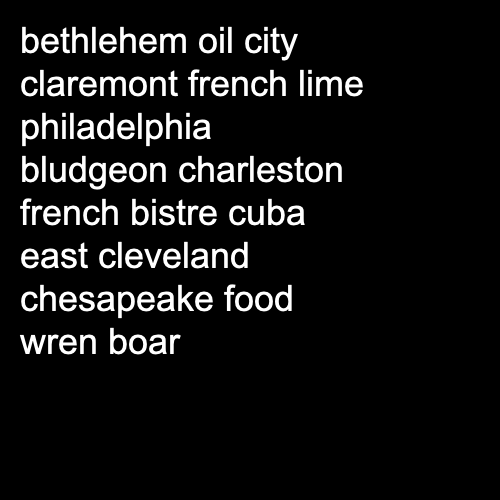 bethlehem oil city
claremont french lime
philadelphia
bludgeon charleston
french bistre cuba
east cleveland
chesapeake food
wren boar